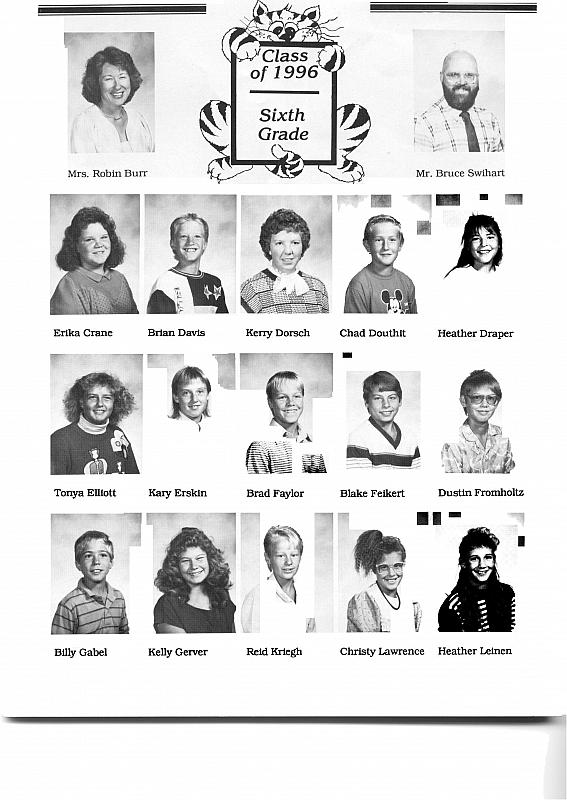 Class
of 1996
Sixth
Grade
Mrs. Robin Burr
Mr. Bruce Swihart
Erika Crane
Brian Davis
Kerry Dorsch
Chad Douthit
Heather Draper
Tonya Elliott
Kary Erskin
Brad Faylor
Blake Feikert
Dustin Fromholtz
Billy Gabel
Kelly Gerver
Reid Kriegh
Christy Lawrence
Heather Leinen